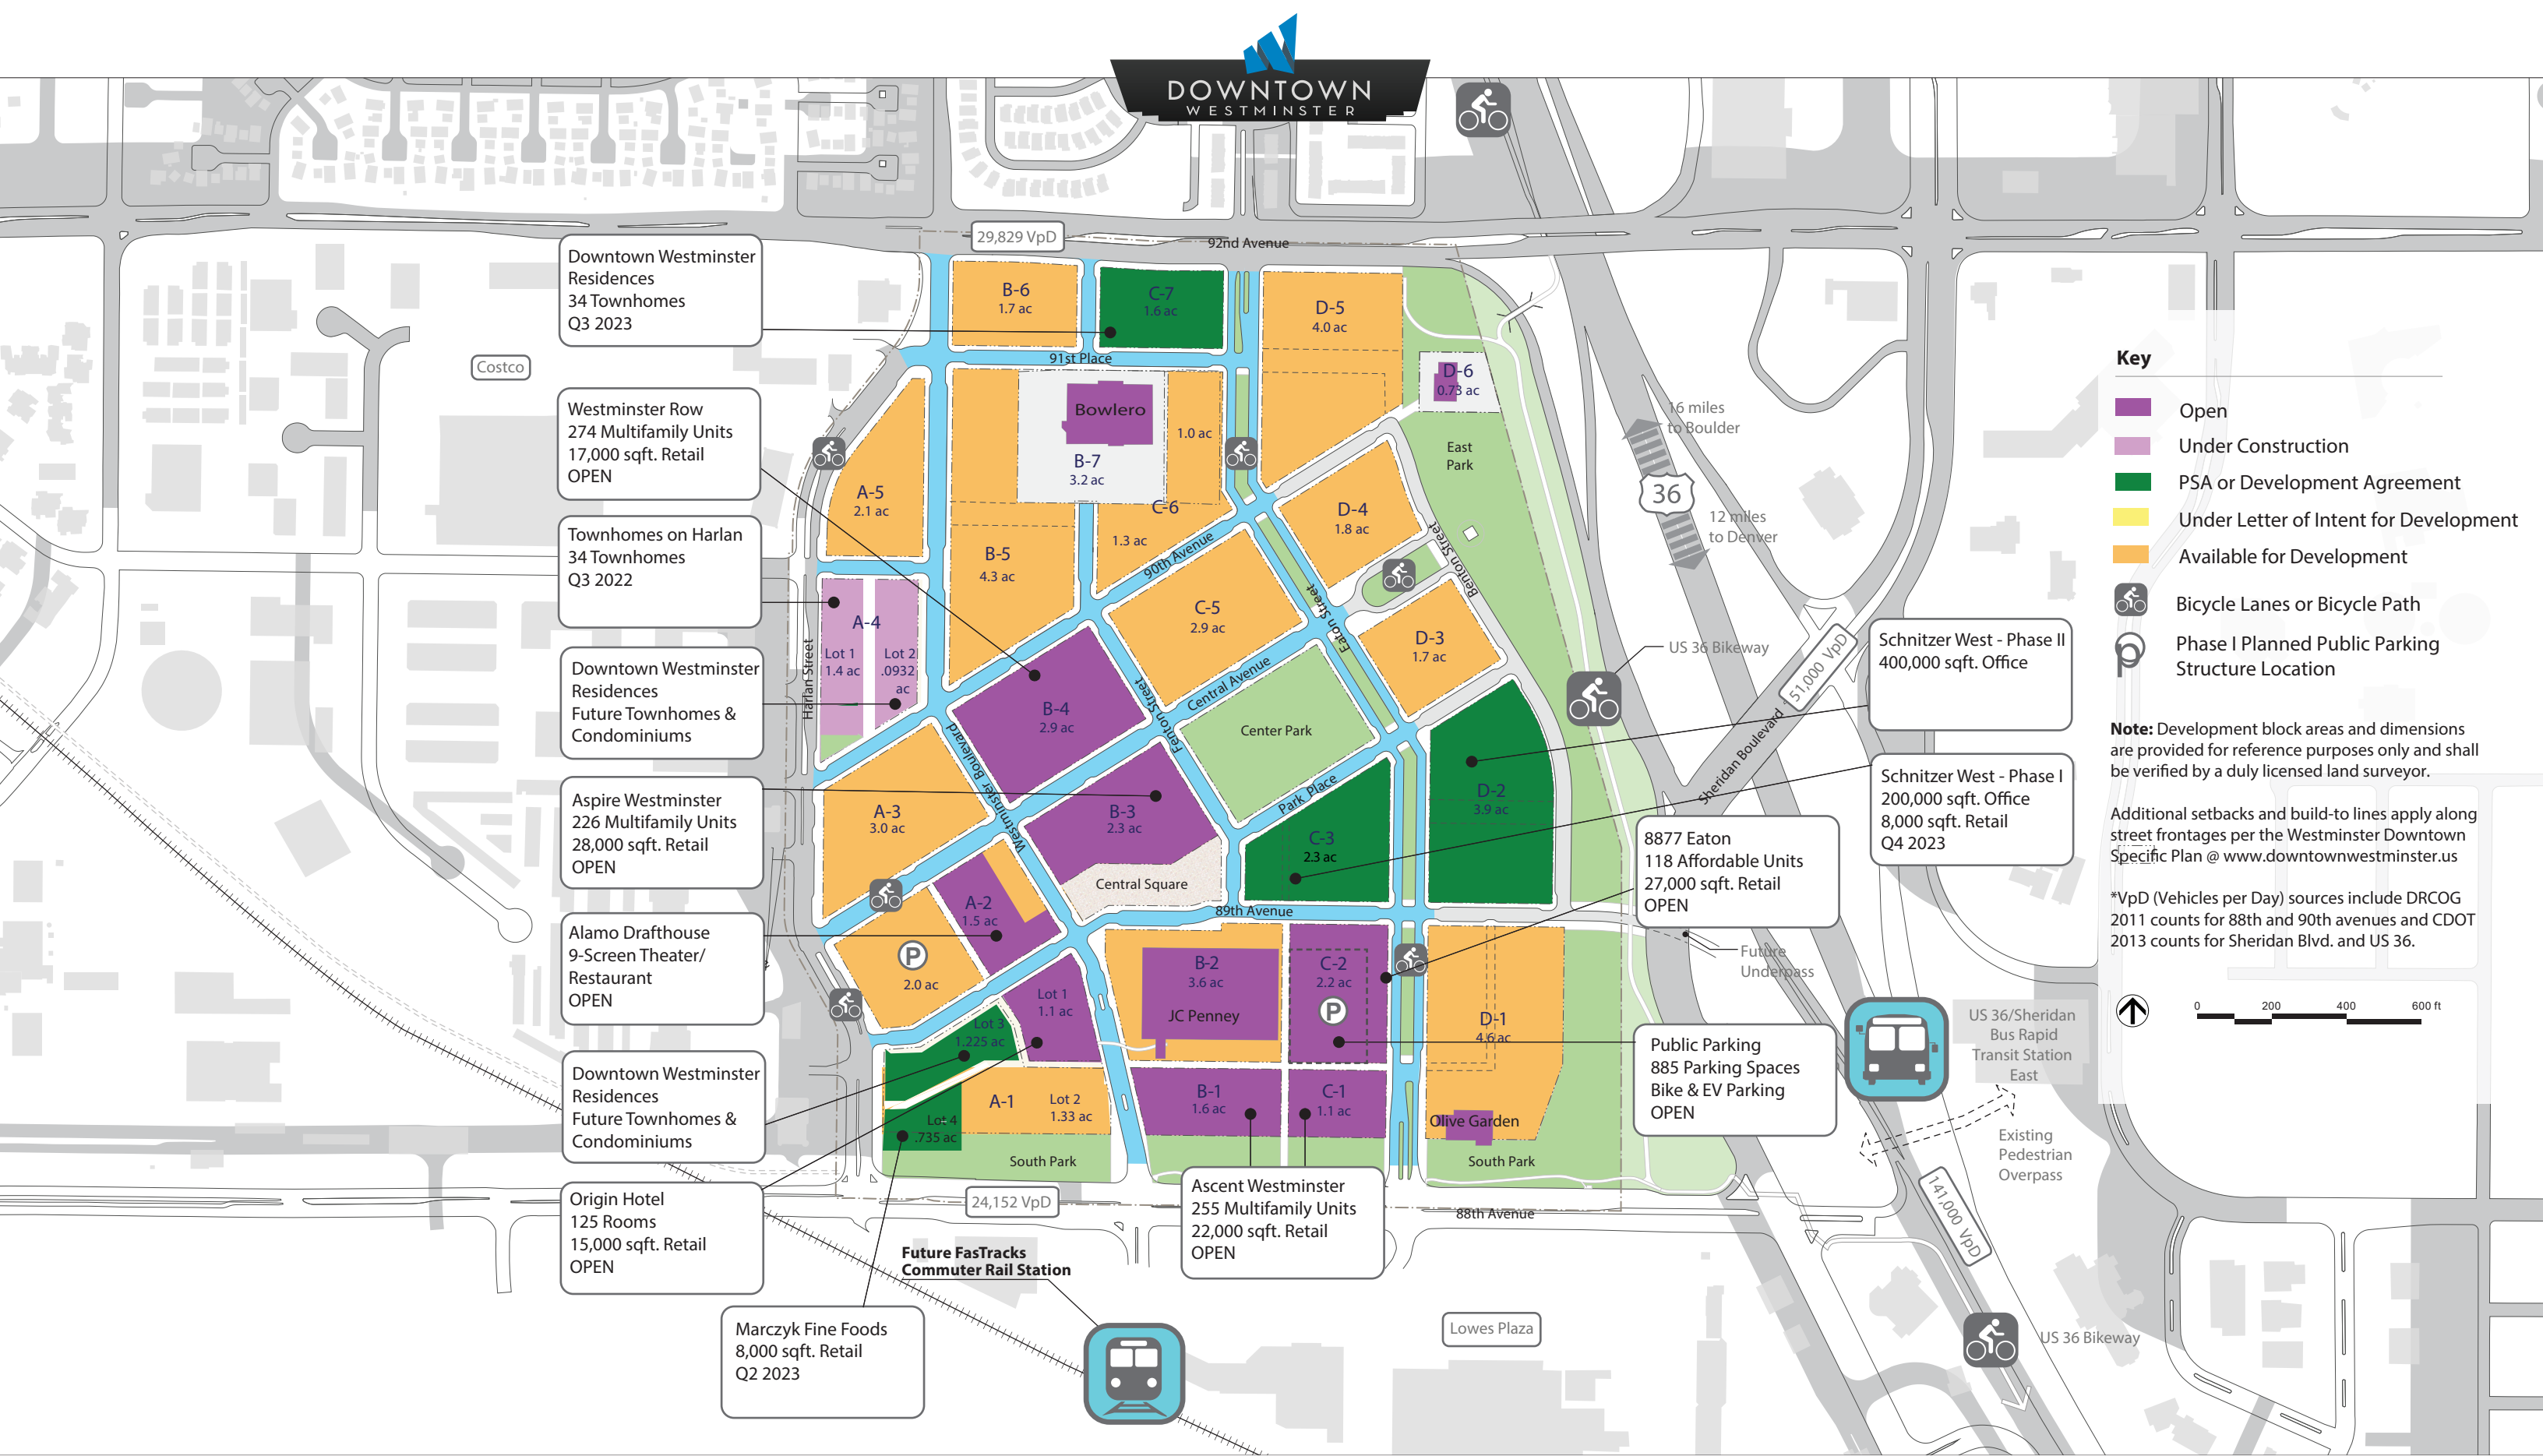 DOWNTOWN
WESTMINSTER
29,829 VpD
92nd Avenue
Downtown Westminster
Residences
34 Townhomes
Q3 2023
Westminster Row
274 Multifamily Units
17,000 sqft. Retail
OPEN
Townhomes on Harlan
34 Townhomes
Q3 2022
Downtown Westminster
Residences
Future Townhomes &
Condominiums
Aspire Westminster
226 Multifamily Units
28,000 sqft. Retail
OPEN
Alamo Drafthouse
9-Screen Theater/
Restaurant
OPEN
Downtown Westminster
Residences
Future Townhomes &
Condominiums
Origin Hotel
125 Rooms
15,000 sqft. Retail
OPEN
Marczyk Fine Foods
8,000 sqft. Retail
Q2 2023
Costco
B-6
1.7 ac
C-7
1.6 ac
D-5
4.0 ac
91st Place
D-6
0.73 ac
Bowlero
B-7
3.2 ac
1.0 ac
C-6
1.3 ac
A-5
2.1 ac
B-5
4.3 ac
90th Avenue
D-4
1.8 ac
East
Park
Benton Street
Eaton Street
C-5
2.9 ac
D-3
1.7 ac
A-4
Lot 1
1.4 ac
Lot 2
.0932
ac
Harlan Street
B-4
2.9 ac
Fenton Street
Central Avenue
Center Park
Westminster Boulevard
A-3
3.0 ac
B-3
2.3 ac
Park Place
C-3
2.3 ac
D-2
3.9 ac
Central Square
89th Avenue
A-2
1.5 ac
P
2.0 ac
Lot 1
1.1 ac
Lot 3
1.225 ac
B-2
3.6 ac
JC Penney
C-2
2.2 ac
P
D-1
4.6 ac
A-1
Lot 2
1.33 ac
Lot 4
.735 ac
B-1
1.6 ac
C-1
1.1 ac
Olive Garden
South Park
South Park
24,152 VpD
88th Avenue
Ascent Westminster
255 Multifamily Units
22,000 sqft. Retail
OPEN
Future FasTracks
Commuter Rail Station
Lowes Plaza
16 miles
to Boulder
36
12 miles
to Denver
US 36 Bikeway
51,000 VpD
Sheridan Boulevard
Schnitzer West - Phase II
400,000 sqft. Office
Schnitzer West - Phase I
200,000 sqft. Office
8,000 sqft. Retail
Q4 2023
8877 Eaton
118 Affordable Units
27,000 sqft. Retail
OPEN
Future
Underpass
Public Parking
885 Parking Spaces
Bike & EV Parking
OPEN
US 36/Sheridan
Bus Rapid
Transit Station
East
Existing
Pedestrian
Overpass
141,000 VpD
US 36 Bikeway
Key
Open
Under Construction
PSA or Development Agreement
Under Letter of Intent for Development
Available for Development
Bicycle Lanes or Bicycle Path
P
Phase I Planned Public Parking
Structure Location
Note: Development block areas and dimensions
are provided for reference purposes only and shall
be verified by a duly licensed land surveyor.
Additional setbacks and build-to lines apply along
street frontages per the Westminster Downtown
Specific Plan @ www.downtownwestminster.us
*VpD (Vehicles per Day) sources include DRCOG
2011 counts for 88th and 90th avenues and CDOT
2013 counts for Sheridan Blvd. and US 36.
0 200 400 600 ft